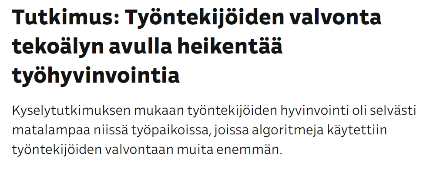 Tutkimus: Työntekijöiden valvonta
tekoälyn avulla heikentää
työhyvinvointia
Kyselytutkimuksen mukaan työntekijöiden hyvinvointi oli selvästi
matalampaa niissä työpaikoissa, joissa algoritmeja käytettiin
työntekijöiden valvontaan muita enemmän.